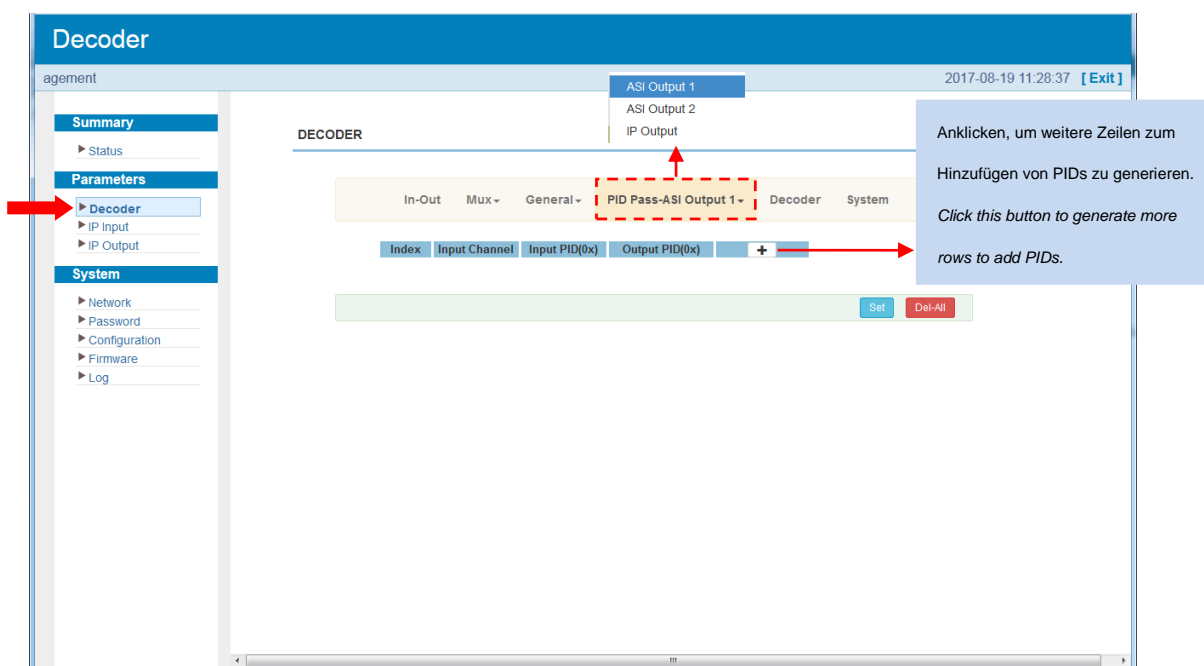 Decoder
agement
2017-08-19 11:28:37 [ Exit ]
ASI Output 1
ASI Output 2
IP Output
Summary
Status
Parameters
Decoder
IP Input
IP Output
System
Network
Password
Configuration
Firmware
Log
DECODER
In-Out Mux General PID Pass-ASI Output 1 Decoder System
Index Input Channel Input PID(0x) Output PID(0x) +
Set Del-All
Anklicken, um weitere Zeilen zum
Hinzufügen von PIDs zu generieren.
Click this button to generate more
rows to add PIDs.